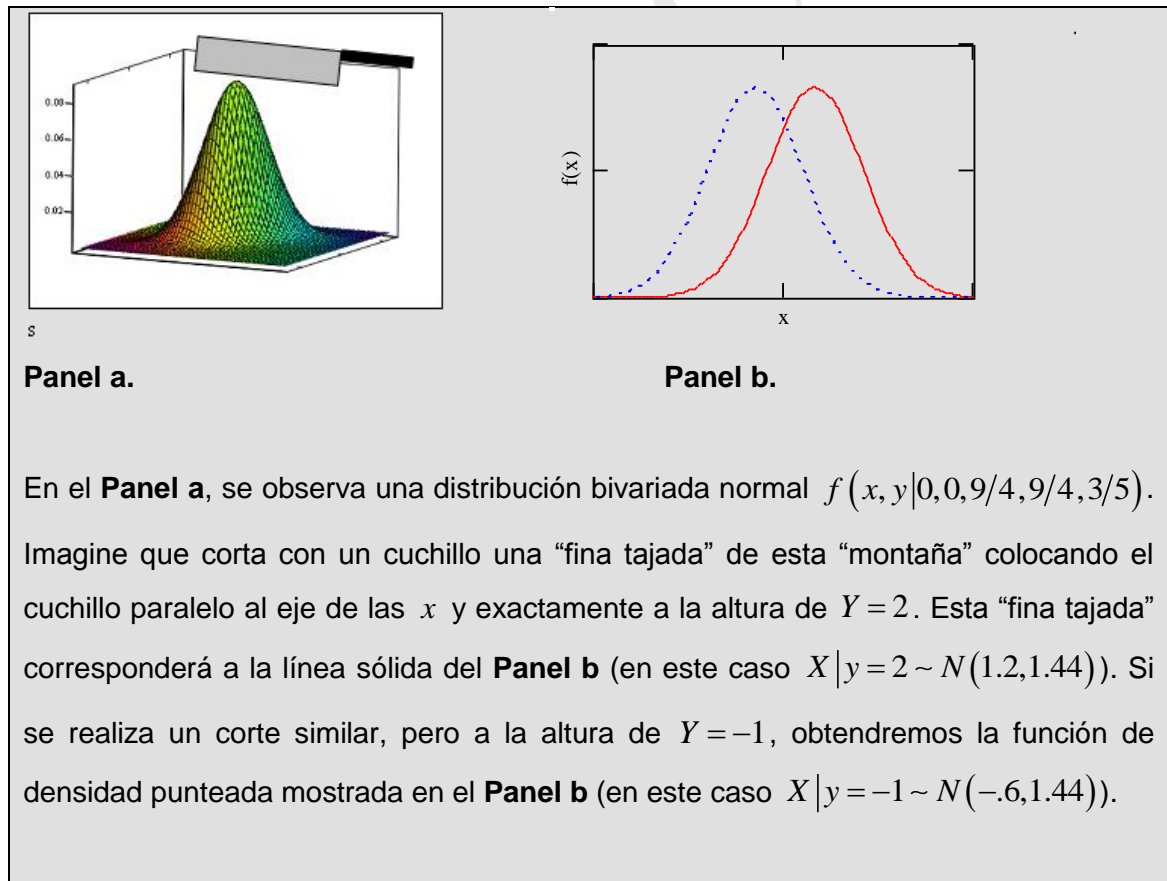 0.08
0.06
0.04
0.02
s
f(x)
x
Panel a.
Panel b.
En el Panel a, se observa una distribución bivariada normal f(x, y|0,0,9/4,9/4,3/5).
Imagine que corta con un cuchillo una “fina tajada” de esta “montaña” colocando el
cuchillo paralelo al eje de las x y exactamente a la altura de Y = 2. Esta “fina tajada”
corresponderá a la línea sólida del Panel b (en este caso X|y = 2 ~ N(1.2,1.44)). Si
se realiza un corte similar, pero a la altura de Y = −1, obtendremos la función de
densidad punteada mostrada en el Panel b (en este caso X|y = −1 ~ N(−.6,1.44)).